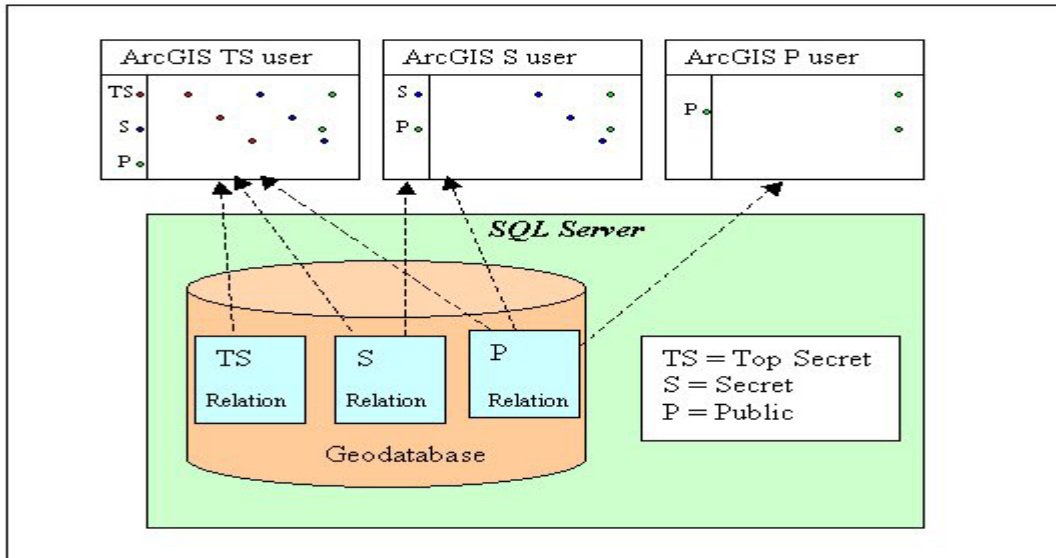 ArcGIS TS user
TS
S
P
ArcGIS S user
S
P
ArcGIS P user
P
SQL Server
TS
Relation
S
Relation
P
Relation
Geodatabase
TS = Top Secret
S = Secret
P = Public